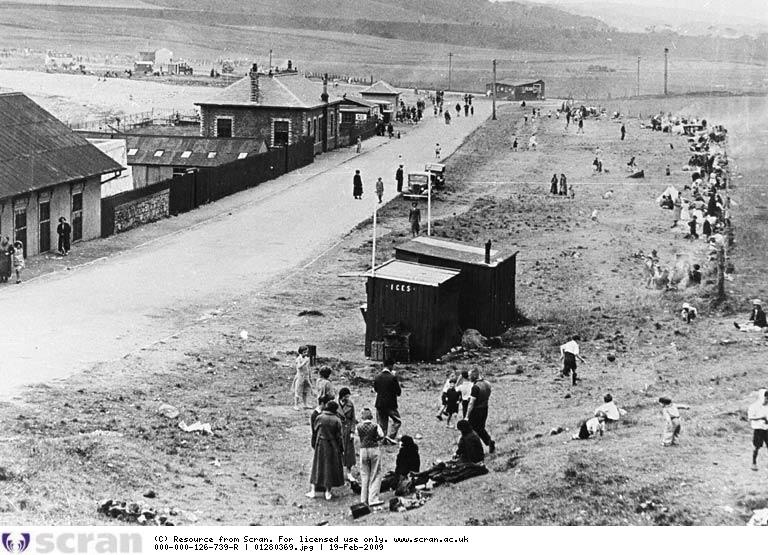 ICES
scran
(C) Resource from Scran. For licensed use only. www.scran.ac.uk
000-000-126-739-R | 01280369.jpg | 19-Feb-2009